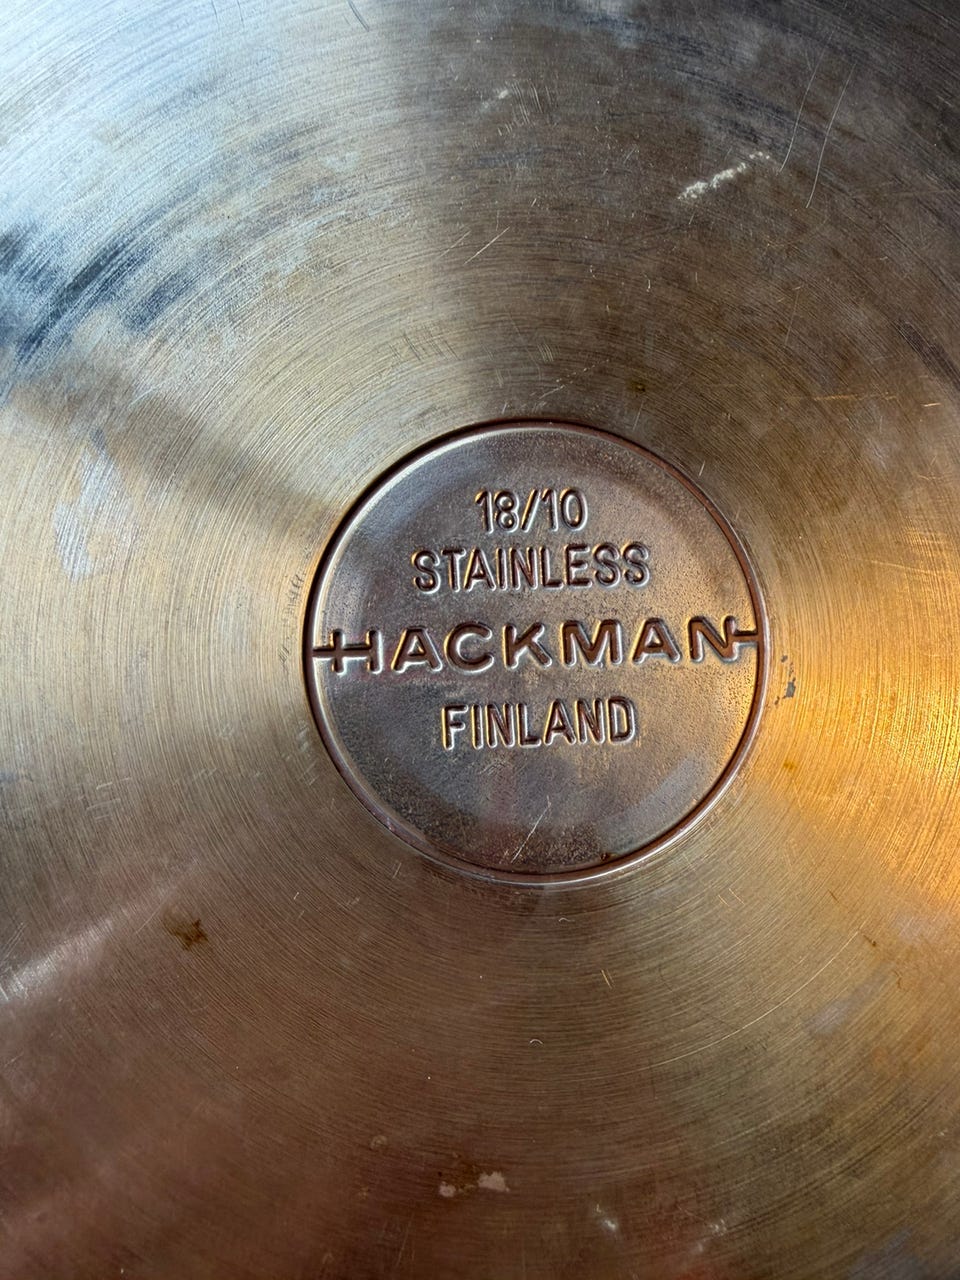 18/10
STAINLESS
HACKMAN
FINLAND